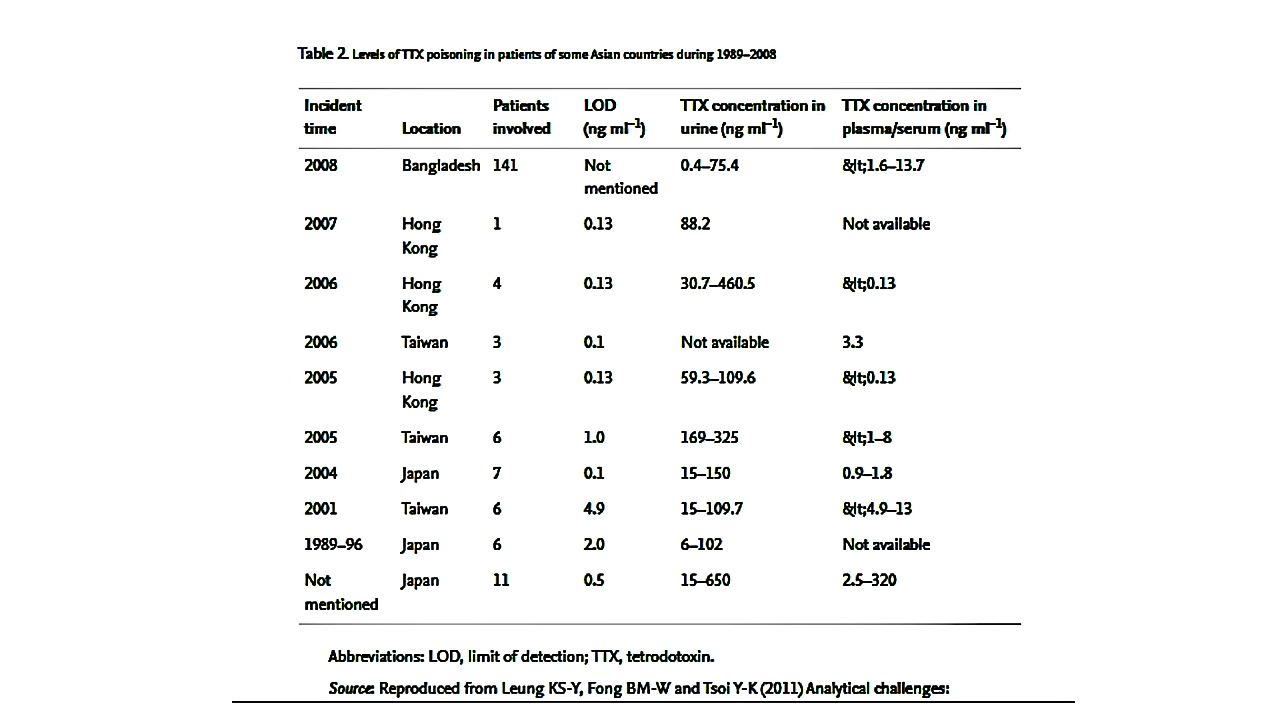 Table 2. Levels of TTX poisoning in patients of some Asian countries during 1989–2008
Incident time Location Patients involved LOD (ng ml⁻¹) TTX concentration in urine (ng ml⁻¹) TTX concentration in plasma/serum (ng ml⁻¹)
2008 Bangladesh 141 Not mentioned 0.4–75.4 &lt;1.6–13.7
2007 Hong Kong 1 0.13 88.2 Not available
2006 Hong Kong 4 0.13 30.7–460.5 &lt;0.13
2006 Taiwan 3 0.1 Not available 3.3
2005 Hong Kong 3 0.13 59.3–109.6 &lt;0.13
2005 Taiwan 6 1.0 169–325 &lt;1–8
2004 Japan 7 0.1 15–150 0.9–1.8
2001 Taiwan 6 4.9 15–109.7 &lt;4.9–13
1989–96 Japan 6 2.0 6–102 Not available
Not mentioned Japan 11 0.5 15–650 2.5–320
Abbreviations: LOD, limit of detection; TTX, tetrodotoxin.
Source: Reproduced from Leung KS-Y, Fong BM-W and Tsoi Y-K (2011) Analytical challenges: